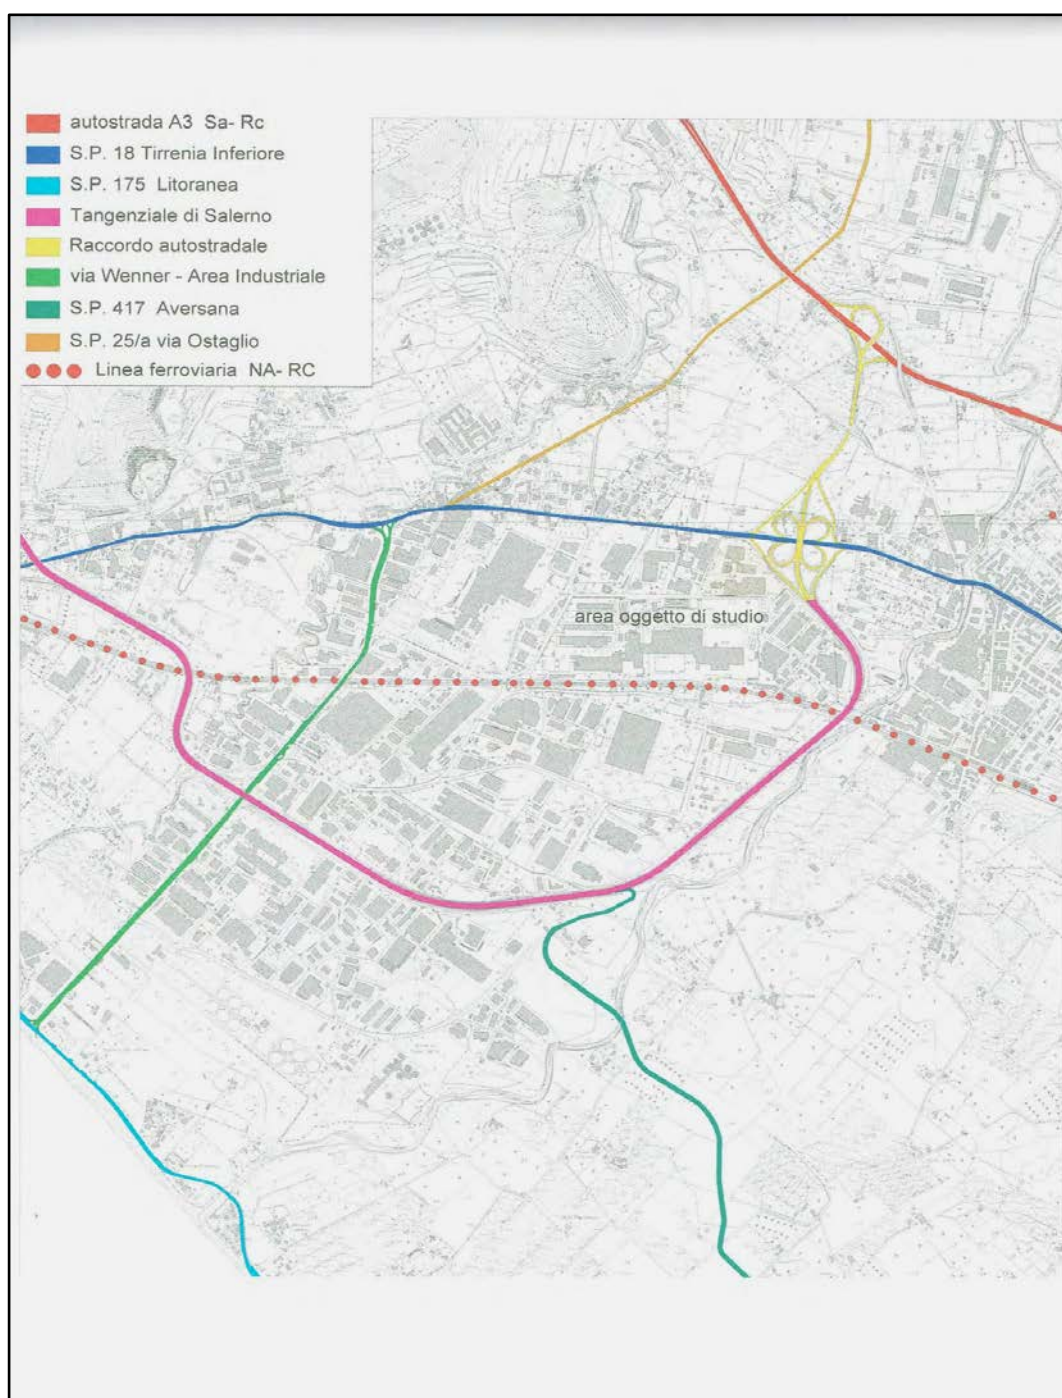 autostrada A3 Sa- Rc
S.P. 18 Tirrenia Inferiore
S.P. 175 Litoranea
Tangenziale di Salerno
Raccordo autostradale
via Wenner - Area Industriale
S.P. 417 Aversana
S.P. 25/a via Ostaglio
Linea ferroviaria NA- RC
area oggetto di studio